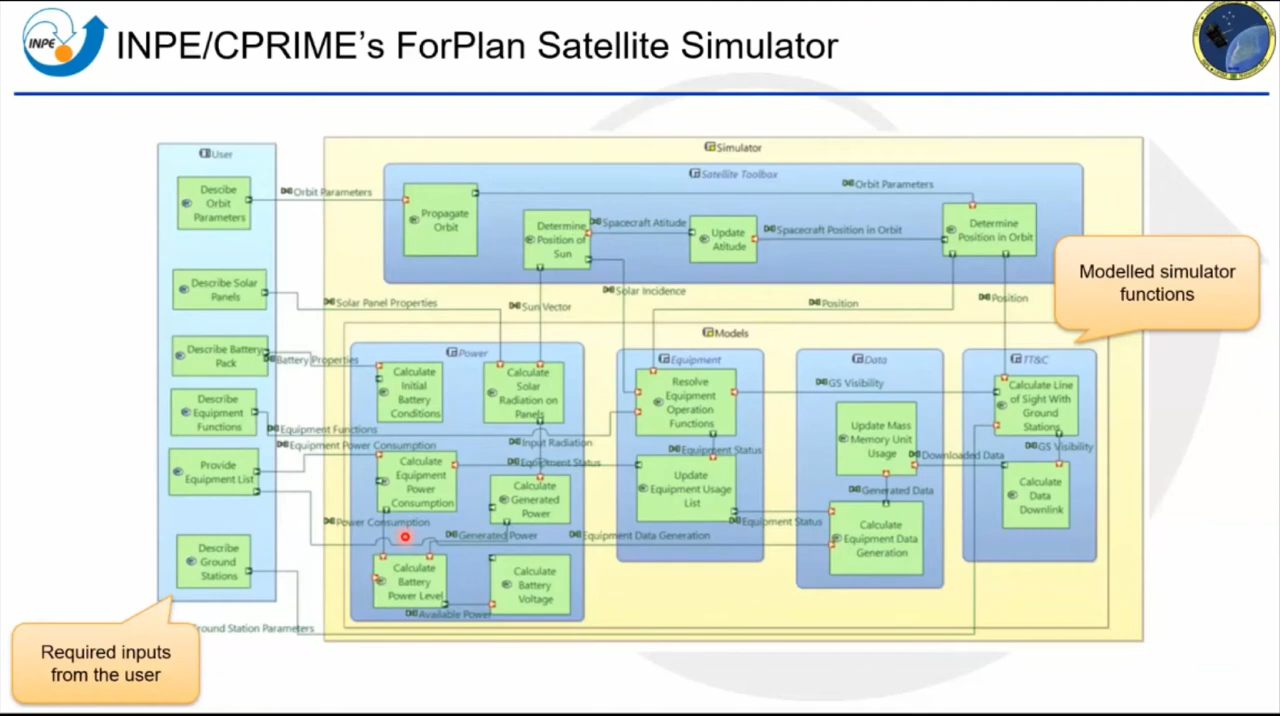 INPE
INPE/CPRIME's ForPlan Satellite Simulator
User
Descibe
Orbit
Parameters
Describe Solar
Panels
Describe Battery
Pack
Describe
Equipment
Functions
Provide
Equipment List
Describe
Ground
Stations
Required inputs
from the user
Orbit Parameters
Solar Panel Properties
Battery Properties
Equipment Functions
Equipment Power Consumption
Ground Station Parameters
Simulator
Satellite Toolbox
Propagate
Orbit
Determine
Position of
Sun
Spacecraft Atitude
Update
Atitude
Spacecraft Position in Orbit
Orbit Parameters
Determine
Position in Orbit
Modelled simulator
functions
Sun Vector
Solar Incidence
Position
Position
Models
Power
Calculate
Initial
Battery
Conditions
Calculate
Solar
Radiation on
Panels
Input Radiation
Calculate
Equipment
Power
Consumption
Equipment Status
Calculate
Generated
Power
Power Consumption
Generated Power
Calculate
Battery
Power Level
Calculate
Battery
Voltage
Available Power
Equipment
Resolve
Equipment
Operation
Functions
Equipment Status
Update
Equipment Usage
List
Equipment Status
Equipment Data Generation
Data
GS Visibility
Update Mass
Memory Unit
Usage
Downloaded Data
Generated Data
Calculate
Equipment Data
Generation
TT&C
Calculate Line
of Sight With
Ground
Stations
GS Visibility
Calculate
Data
Downlink